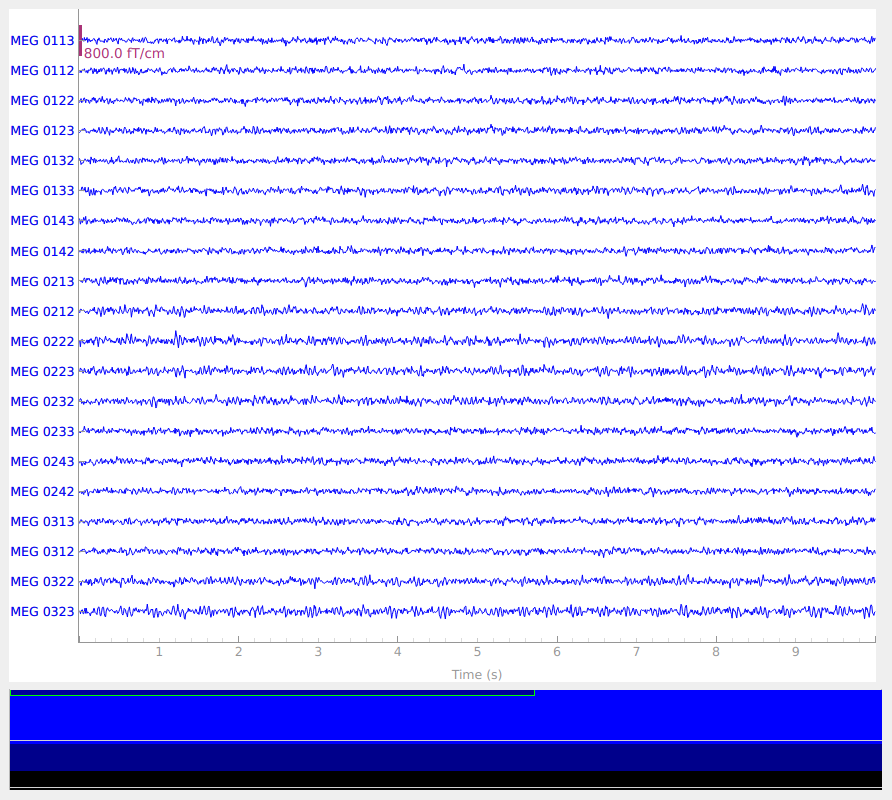 MEG 0113
800.0 fT/cm
MEG 0112
MEG 0122
MEG 0123
MEG 0132
MEG 0133
MEG 0143
MEG 0142
MEG 0213
MEG 0212
MEG 0222
MEG 0223
MEG 0232
MEG 0233
MEG 0243
MEG 0242
MEG 0313
MEG 0312
MEG 0322
MEG 0323
1 2 3 4 5 6 7 8 9
Time (s)